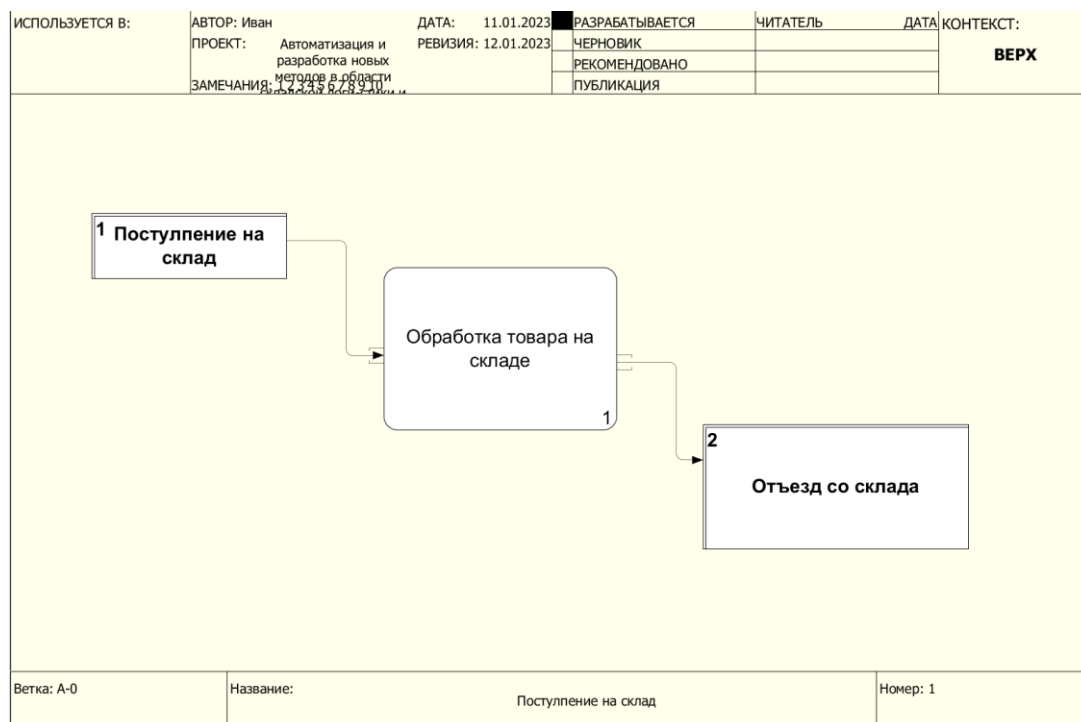 ИСПОЛЬЗУЕТСЯ В:
АВТОР: Иван
ДАТА: 11.01.2023
РАЗРАБАТЫВАЕТСЯ
ЧИТАТЕЛЬ
ДАТА
КОНТЕКСТ:
ПРОЕКТ: Автоматизация и
РЕВИЗИЯ: 12.01.2023
ЧЕРНОВИК
ВЕРХ
разработка новых
РЕКОМЕНДОВАНО
методов в области
ЗАМЕЧАНИЯ: 1 2 3 4 5 6 7 8 9 10
ПУБЛИКАЦИЯ
1
Постулпение на
склад
Обработка товара на
складе
1
2
Отъезд со склада
Ветка: A-0
Название:
Постулпение на склад
Номер: 1